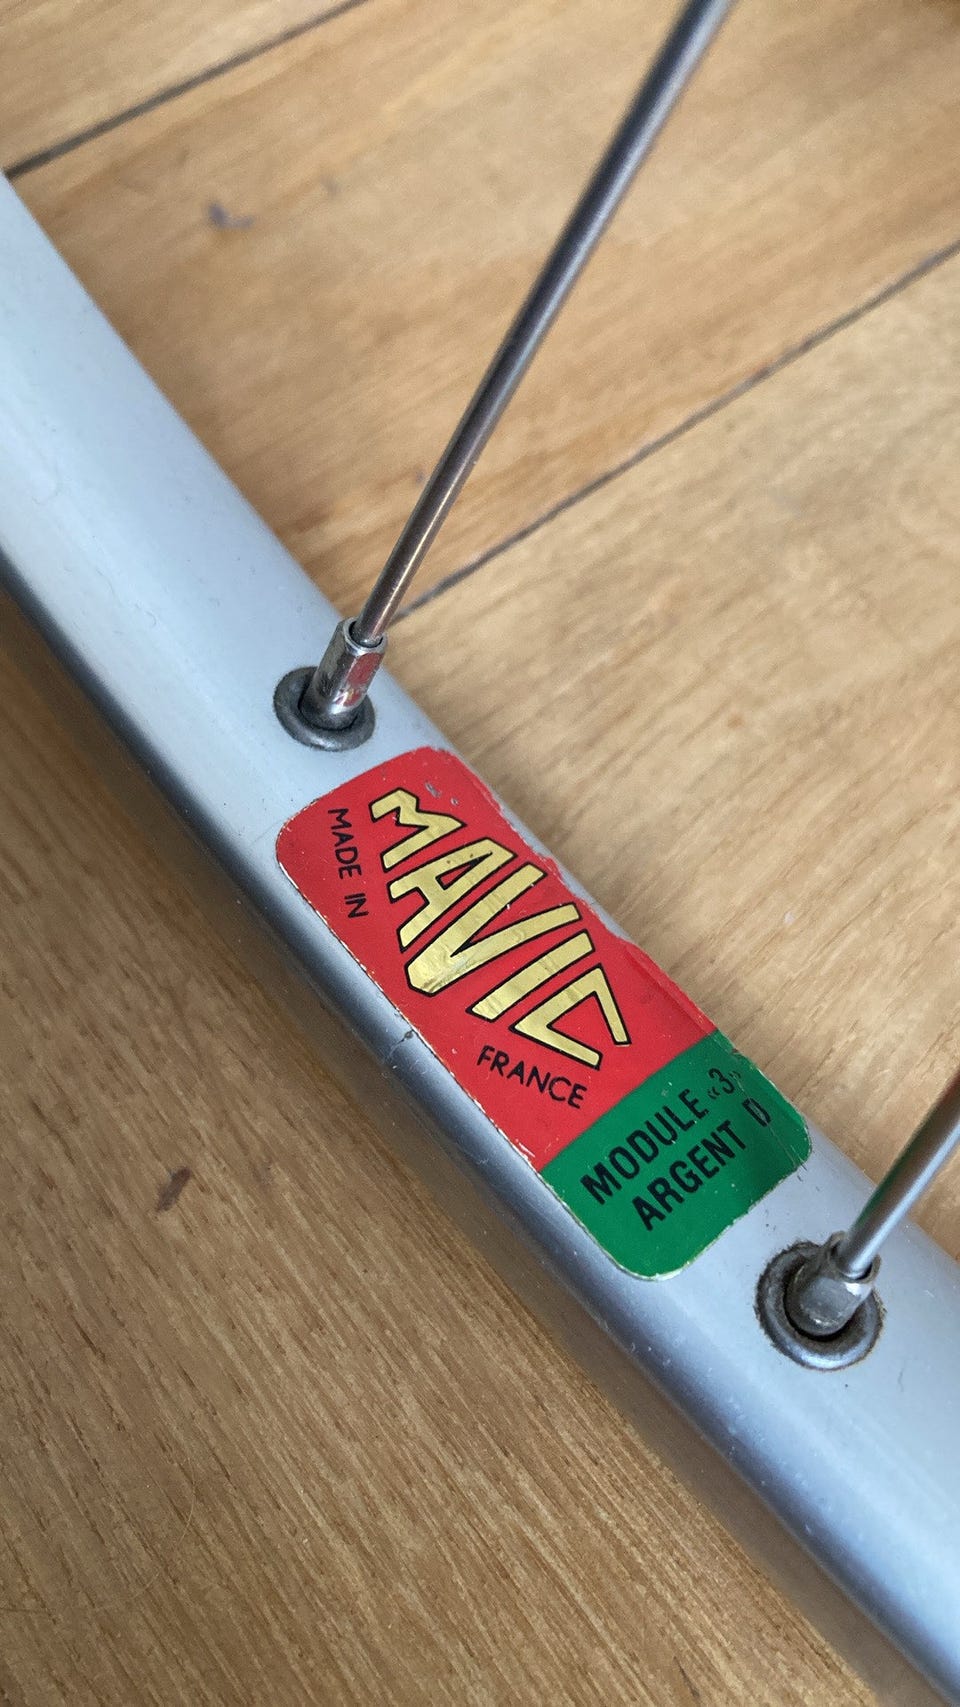 MADE IN
MAVIC
FRANCE
MODULE «3»
ARGENT D